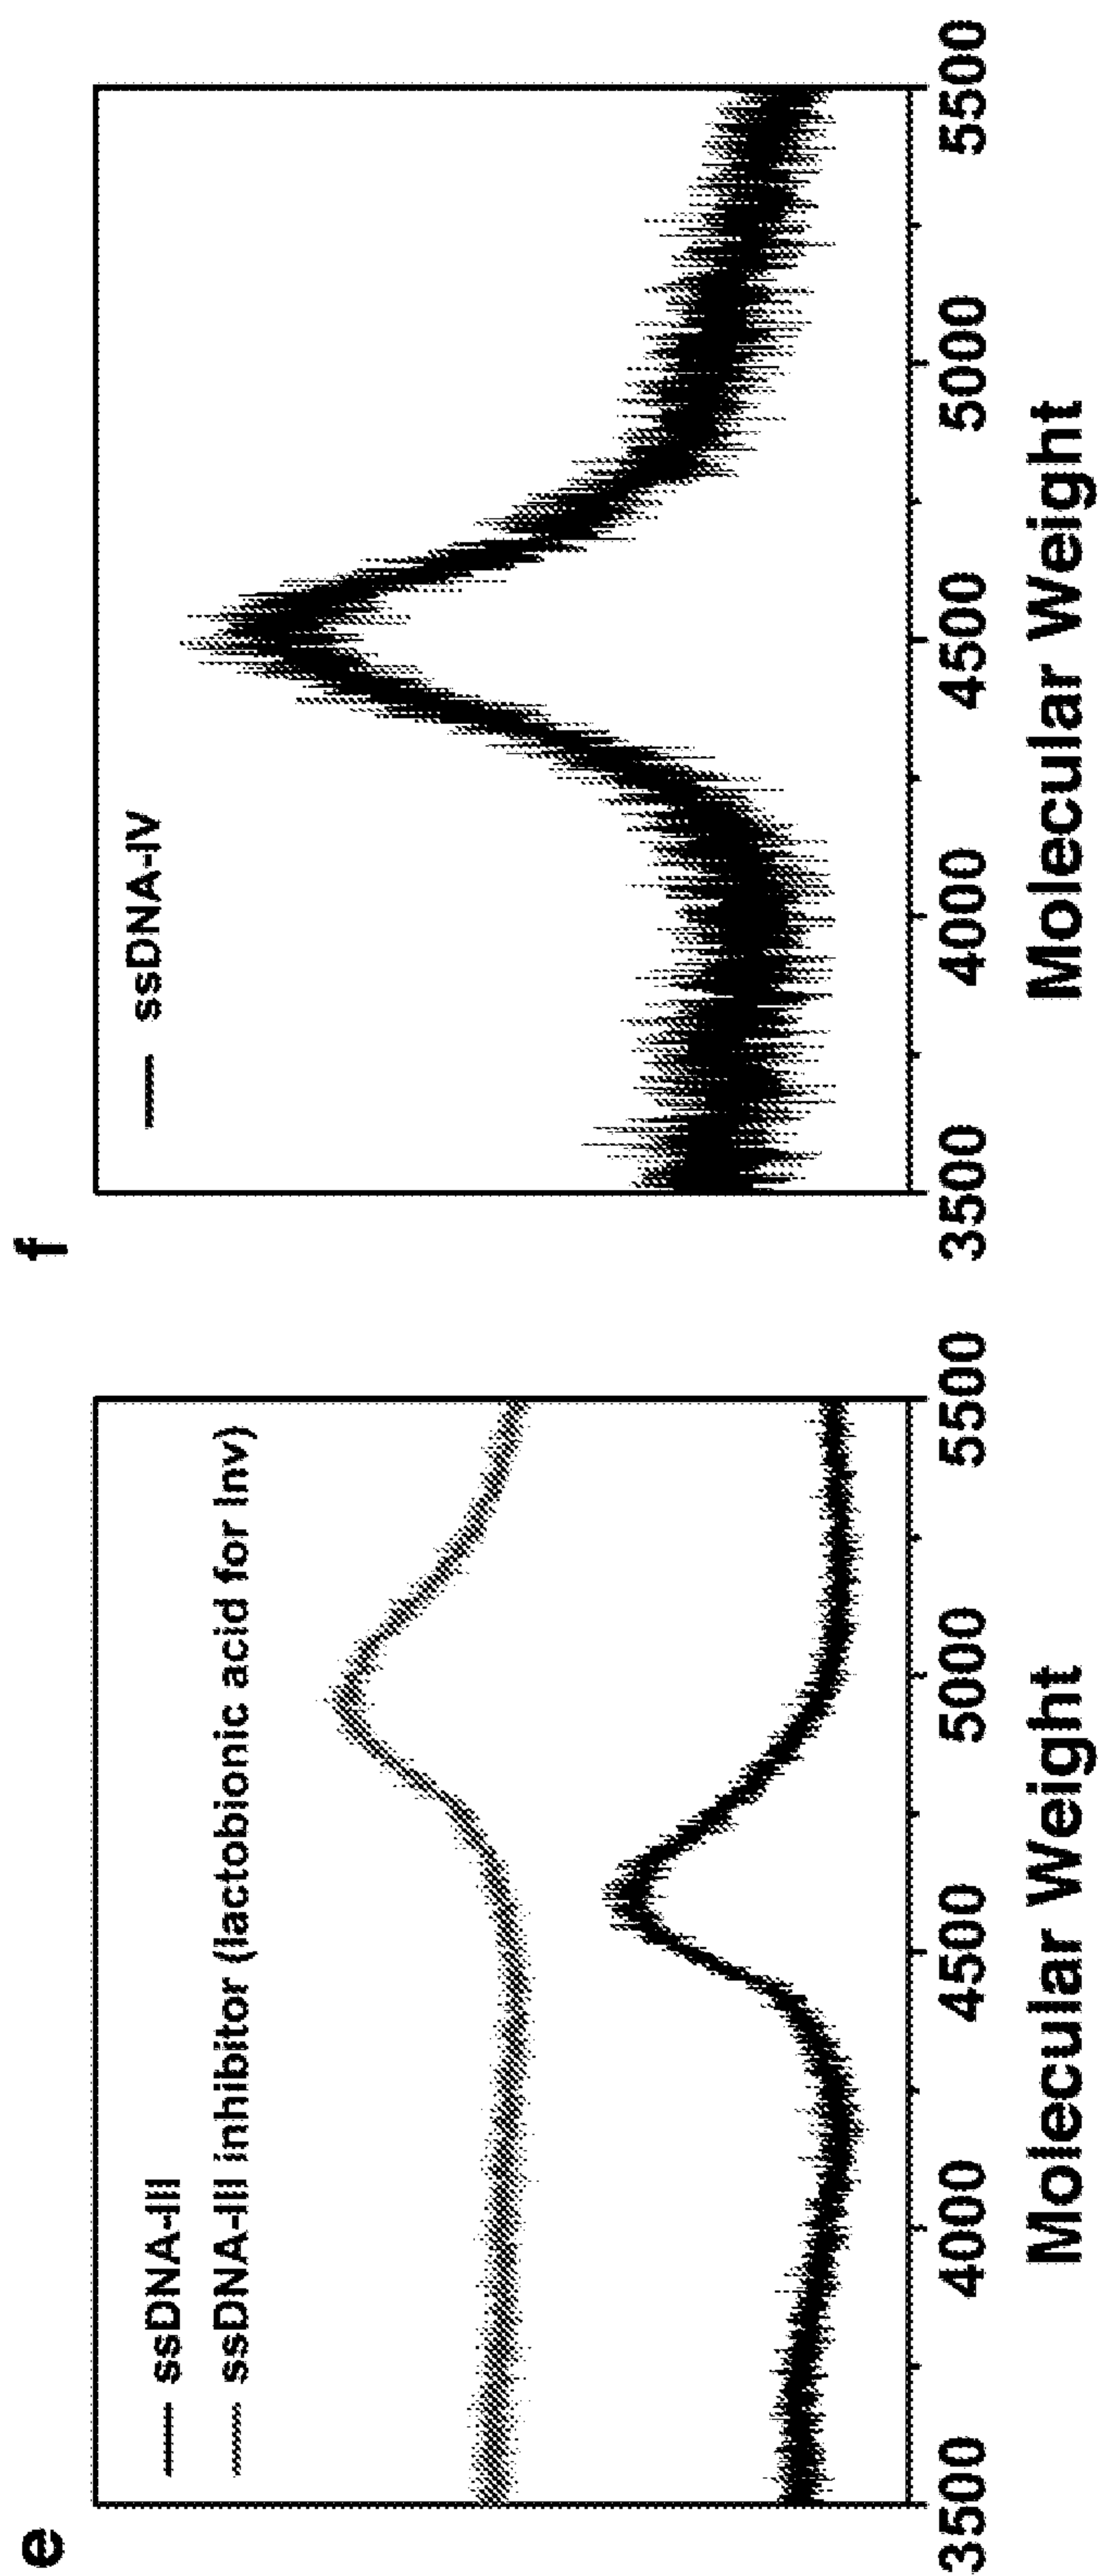 e
ssDNA-III
ssDNA-III inhibitor (lactobionic acid for Inv)
3500 4000 4500 5000 5500
Molecular Weight
f
ssDNA-IV
3500 4000 4500 5000 5500
Molecular Weight